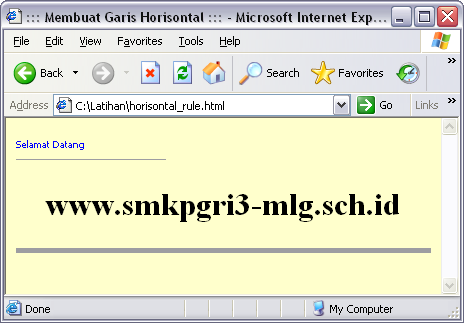 ::: Membuat Garis Horisontal ::: - Microsoft Internet Exp...
File Edit View Favorites Tools Help »
Back Search Favorites »
Address C:\Latihan\horisontal_rule.html Go Links »
Selamat Datang
www.smkpgri3-mlg.sch.id
Done My Computer